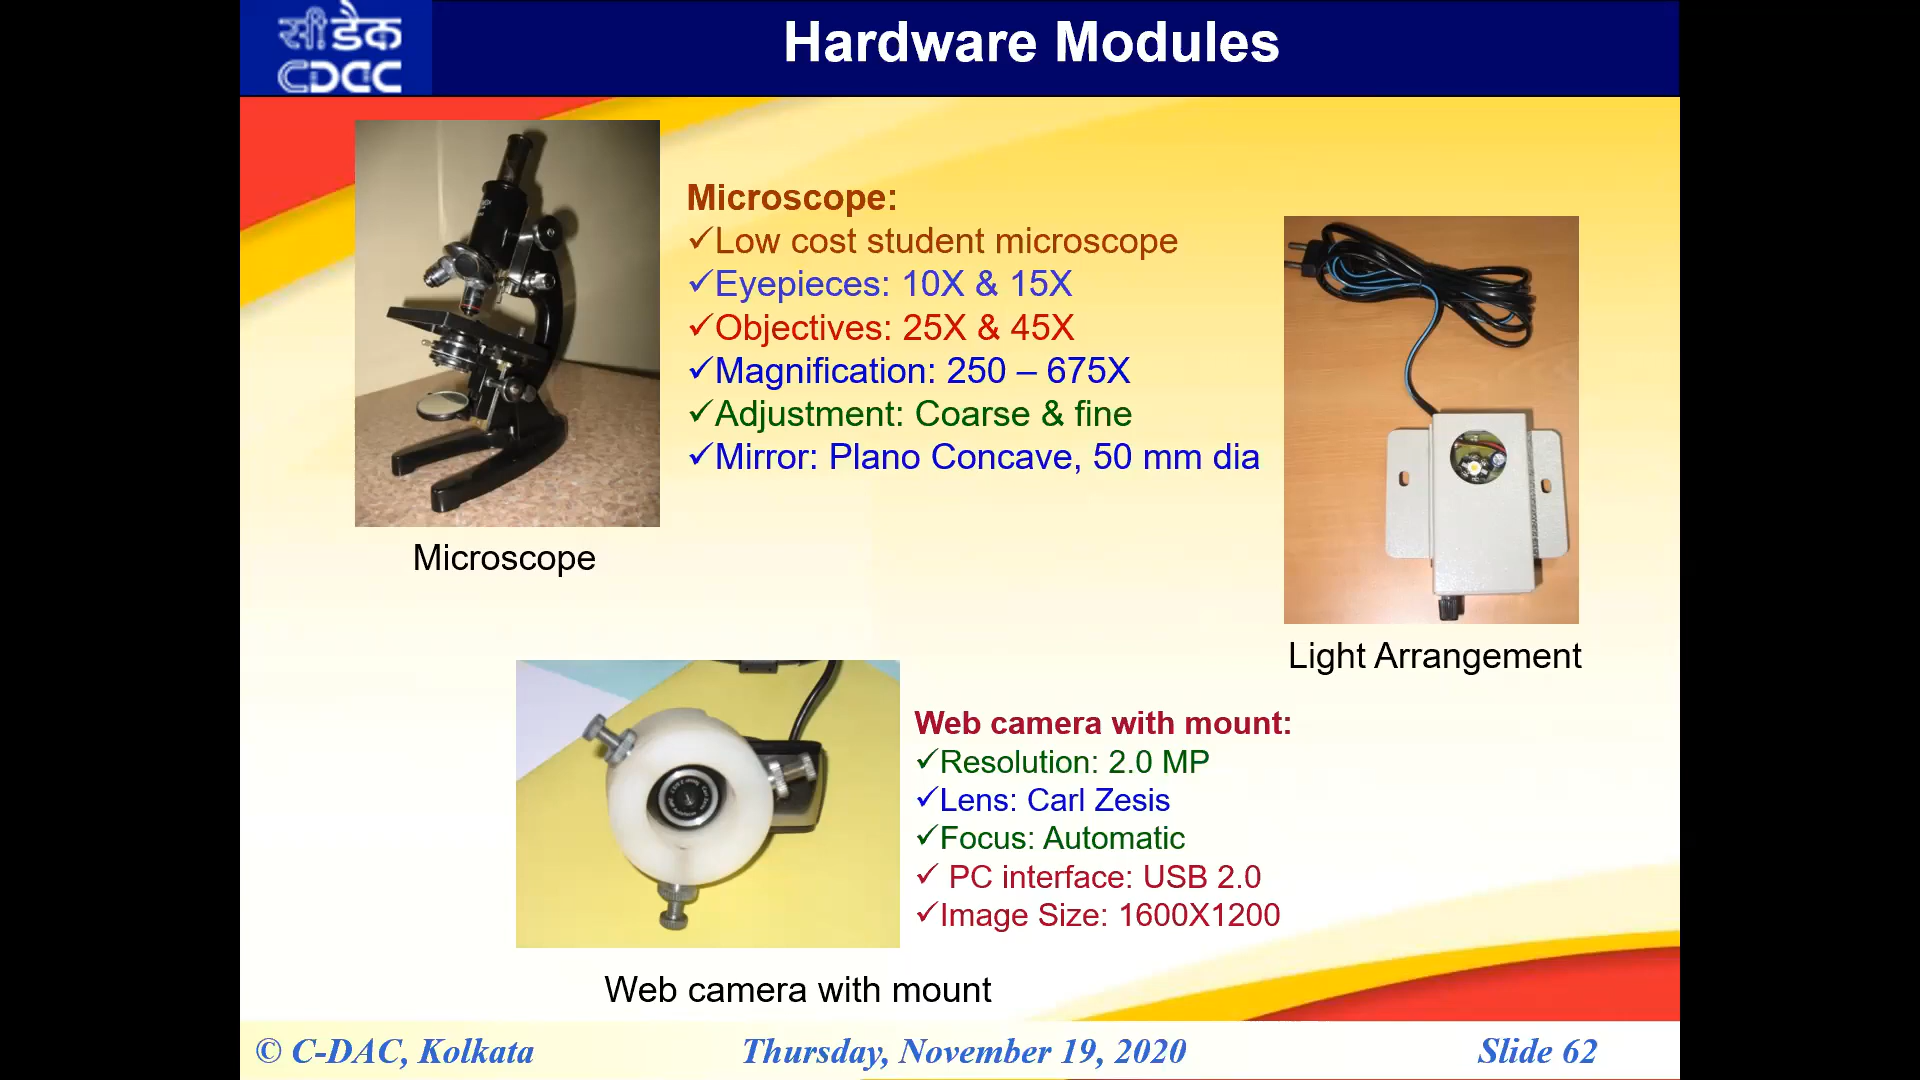 सी डैक
CDAC
Hardware Modules
Microscope:
✓Low cost student microscope
✓Eyepieces: 10X & 15X
✓Objectives: 25X & 45X
✓Magnification: 250 – 675X
✓Adjustment: Coarse & fine
✓Mirror: Plano Concave, 50 mm dia
Microscope
Light Arrangement
Web camera with mount:
✓Resolution: 2.0 MP
✓Lens: Carl Zesis
✓Focus: Automatic
✓ PC interface: USB 2.0
✓Image Size: 1600X1200
Web camera with mount
© C-DAC, Kolkata
Thursday, November 19, 2020
Slide 62